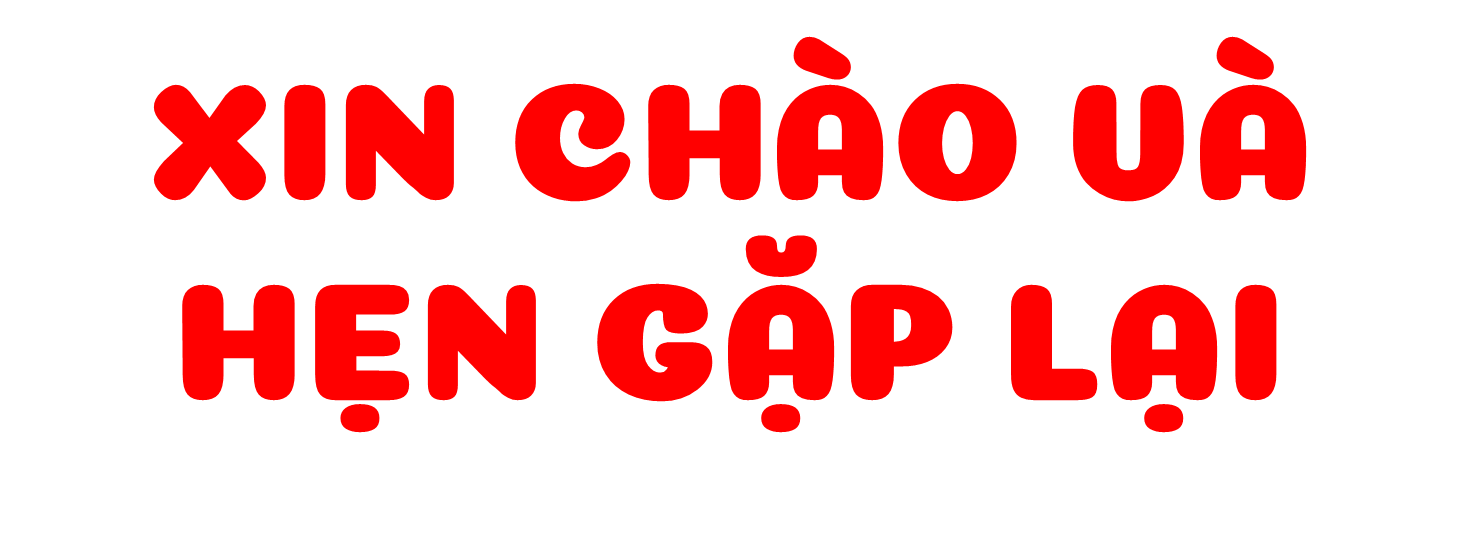 XIN CHÀO UÀ
HẸN GẶP LẠI